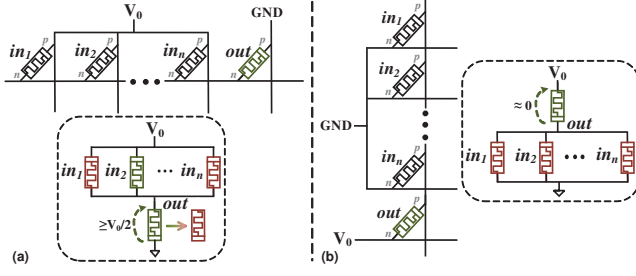 V0
GND
p p p p
in1 in2 inn out
n n n n
V0
in1 in2 ... inn
out
≥V0/2
(a)
p
in1
n
p
in2
n
GND
p
inn
n
p
out
n
V0
V0
≈ 0
out
in1 in2 inn
(b)